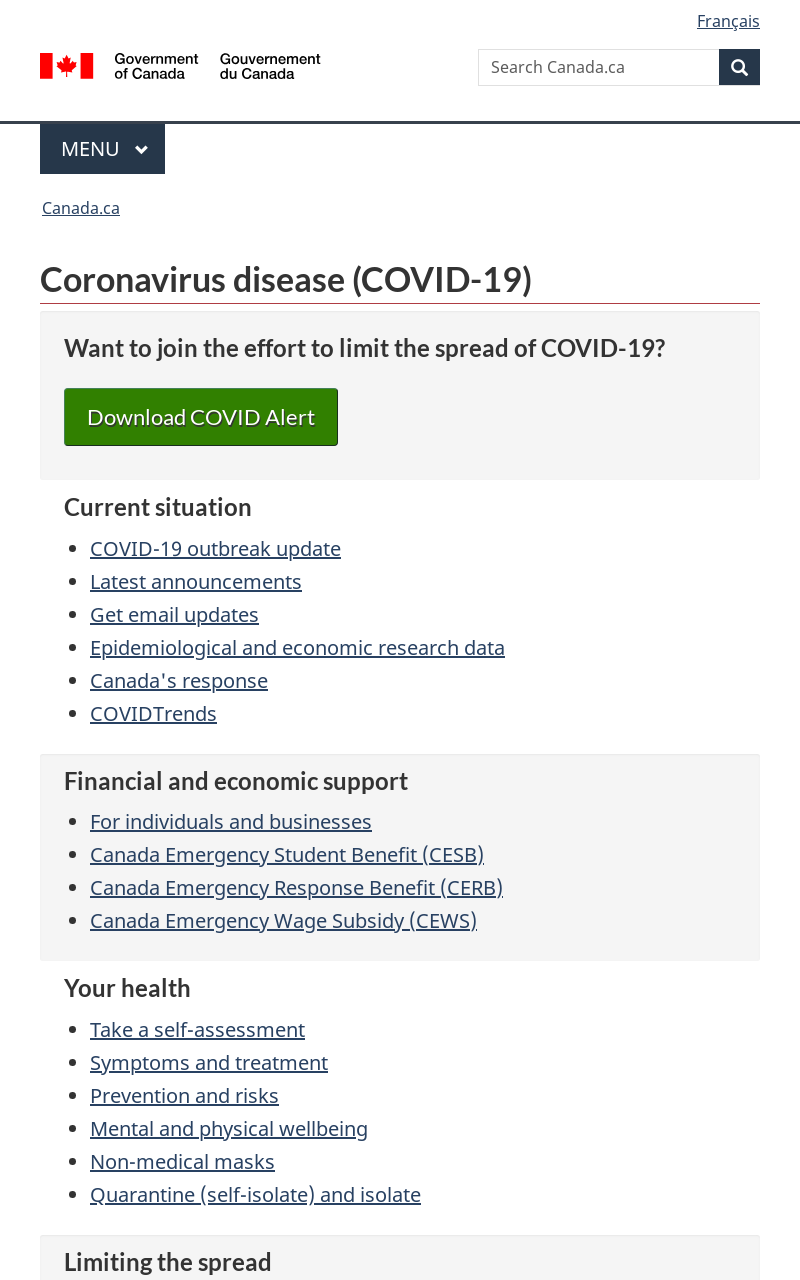 Français
Government
of Canada
Gouvernement
du Canada
Search Canada.ca
MENU
Canada.ca
Coronavirus disease (COVID-19)
Want to join the effort to limit the spread of COVID-19?
Download COVID Alert
Current situation
COVID-19 outbreak update
Latest announcements
Get email updates
Epidemiological and economic research data
Canada's response
COVIDTrends
Financial and economic support
For individuals and businesses
Canada Emergency Student Benefit (CESB)
Canada Emergency Response Benefit (CERB)
Canada Emergency Wage Subsidy (CEWS)
Your health
Take a self-assessment
Symptoms and treatment
Prevention and risks
Mental and physical wellbeing
Non-medical masks
Quarantine (self-isolate) and isolate
Limiting the spread